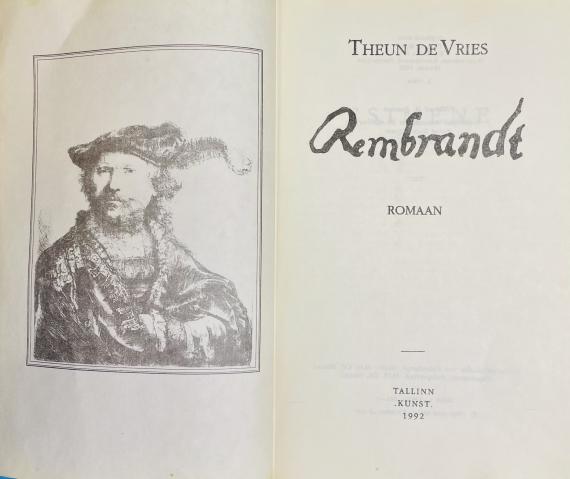 THEUN DE VRIES
Rembrandt
ROMAAN
TALLINN
.KUNST.
1992